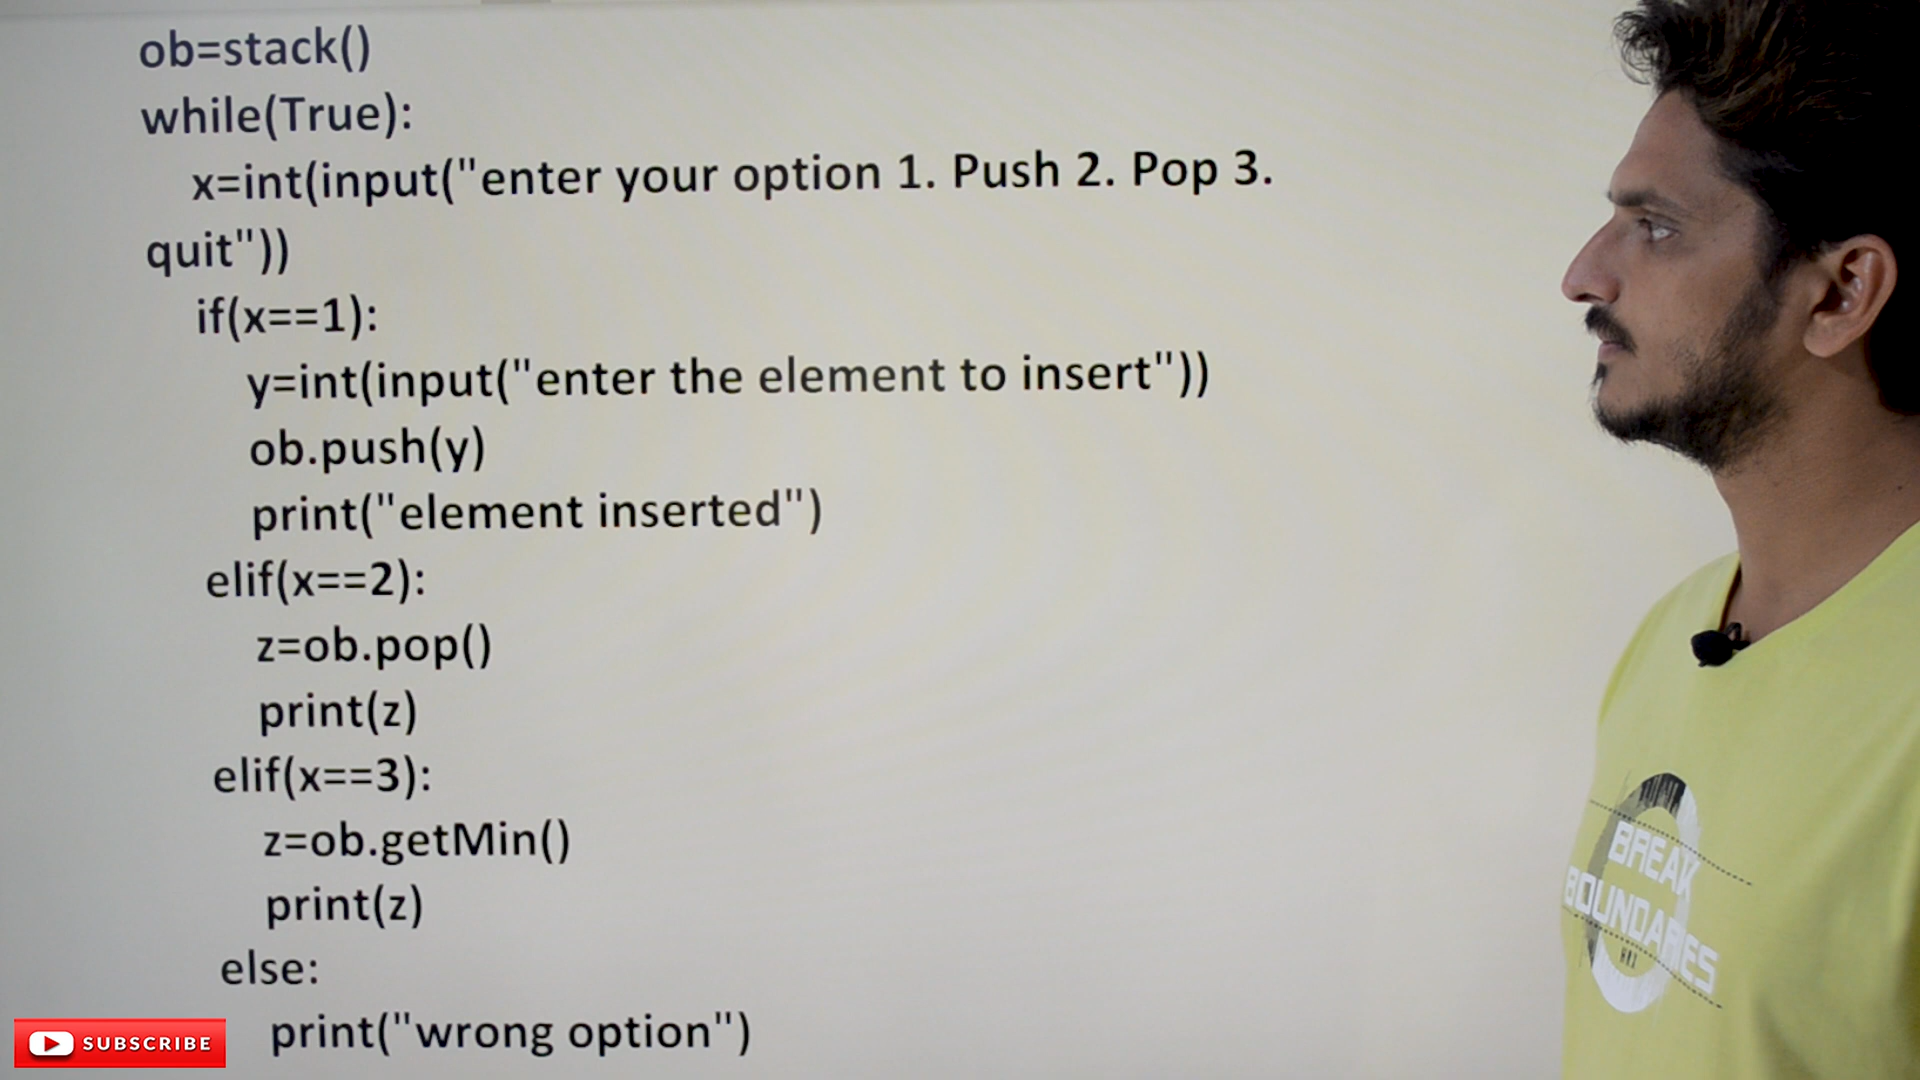 ob=stack()
while(True):
x=int(input("enter your option 1. Push 2. Pop 3.
quit"))
if(x==1):
y=int(input("enter the element to insert"))
ob.push(y)
print("element inserted")
elif(x==2):
z=ob.pop()
print(z)
elif(x==3):
z=ob.getMin()
print(z)
else:
print("wrong option")
SUBSCRIBE
BREAK
BOUNDARIES